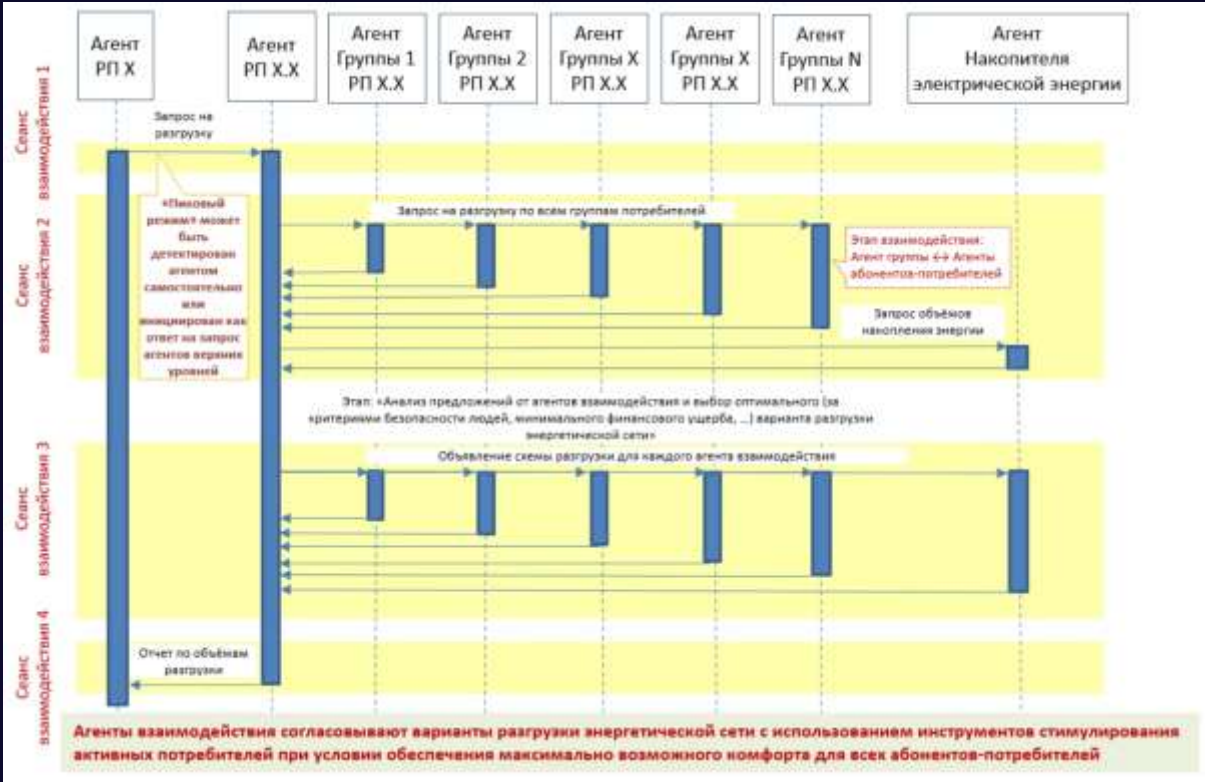 Агент
РП X
Агент
РП X.X
Агент
Группы 1
РП X.X
Агент
Группы 2
РП X.X
Агент
Группы X
РП X.X
Агент
Группы X
РП X.X
Агент
Группы N
РП X.X
Агент
Накопителя
электрической энергии
Сеанс
взаимодействия 1
Запрос на
разгрузку
Сеанс
взаимодействия 2
«Пиковый
режим» может
быть
детектирован
агентом
самостоятельно
или
инициирован как
ответ на запрос
агентов верхних
уровней
Запрос на разгрузку по всем группам потребителей
Этап взаимодействия:
Агент группы ↔ Агенты
абонентов-потребителей
Запрос объёмов
накопления энергии
Этап: «Анализ предложений от агентов взаимодействия и выбор оптимального (за
критериями безопасности людей, минимального финансового ущерба, ...) варианта разгрузки
энергетической сети»
Сеанс
взаимодействия 3
Объявление схемы разгрузки для каждого агента взаимодействия
Сеанс
взаимодействия 4
Отчет по объёмам
разгрузки
Агенты взаимодействия согласовывают варианты разгрузки энергетической сети с использованием инструментов стимулирования
активных потребителей при условии обеспечения максимально возможного комфорта для всех абонентов-потребителей